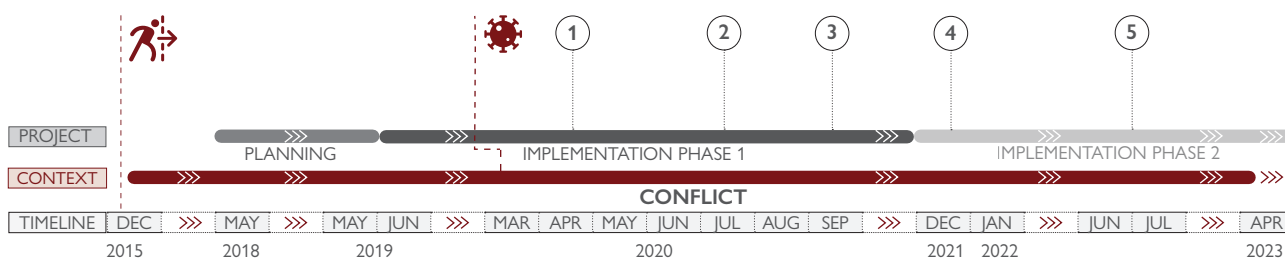 1 2 3 4 5
PROJECT
PLANNING IMPLEMENTATION PHASE 1 IMPLEMENTATION PHASE 2
CONTEXT
CONFLICT
TIMELINE DEC MAY MAY JUN MAR APR MAY JUN JUL AUG SEP DEC JAN JUN JUL APR
2015 2018 2019 2020 2021 2022 2023